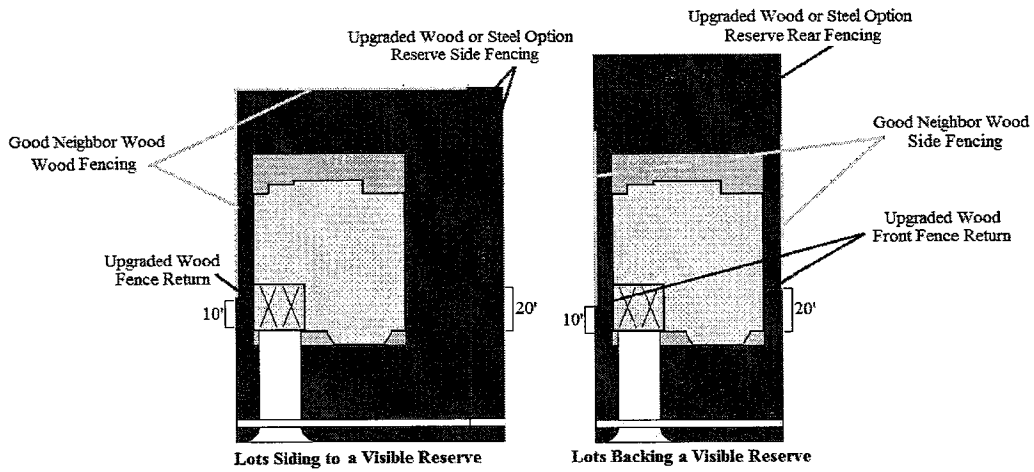 Upgraded Wood or Steel Option
Reserve Side Fencing
Good Neighbor Wood
Wood Fencing
Upgraded Wood
Fence Return
10'
20'
Lots Siding to a Visible Reserve
Upgraded Wood or Steel Option
Reserve Rear Fencing
Good Neighbor Wood
Side Fencing
Upgraded Wood
Front Fence Return
10'
20'
Lots Backing a Visible Reserve